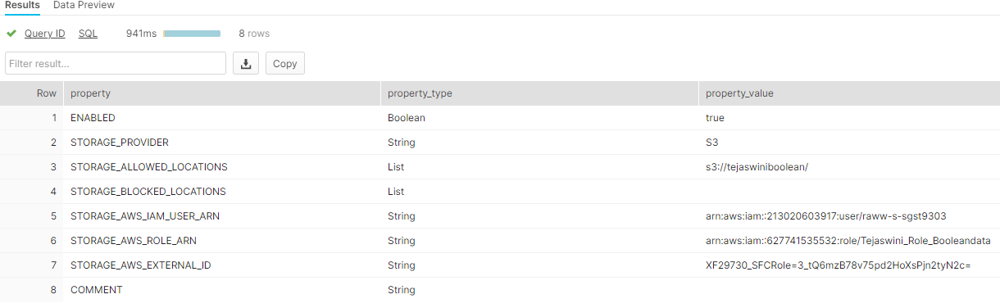 Results Data Preview
Query ID SQL 941ms 8 rows
Filter result... Copy
Row property property_type property_value
1 ENABLED Boolean true
2 STORAGE_PROVIDER String S3
3 STORAGE_ALLOWED_LOCATIONS List s3://tejaswiniboolean/
4 STORAGE_BLOCKED_LOCATIONS List
5 STORAGE_AWS_IAM_USER_ARN String arn:aws:iam::213020603917:user/raww-s-sgst9303
6 STORAGE_AWS_ROLE_ARN String arn:aws:iam::627741535532:role/Tejaswini_Role_Booleandata
7 STORAGE_AWS_EXTERNAL_ID String XF29730_SFCRole=3_tQ6mzB78v75pd2HoXsPjn2tyN2c=
8 COMMENT String